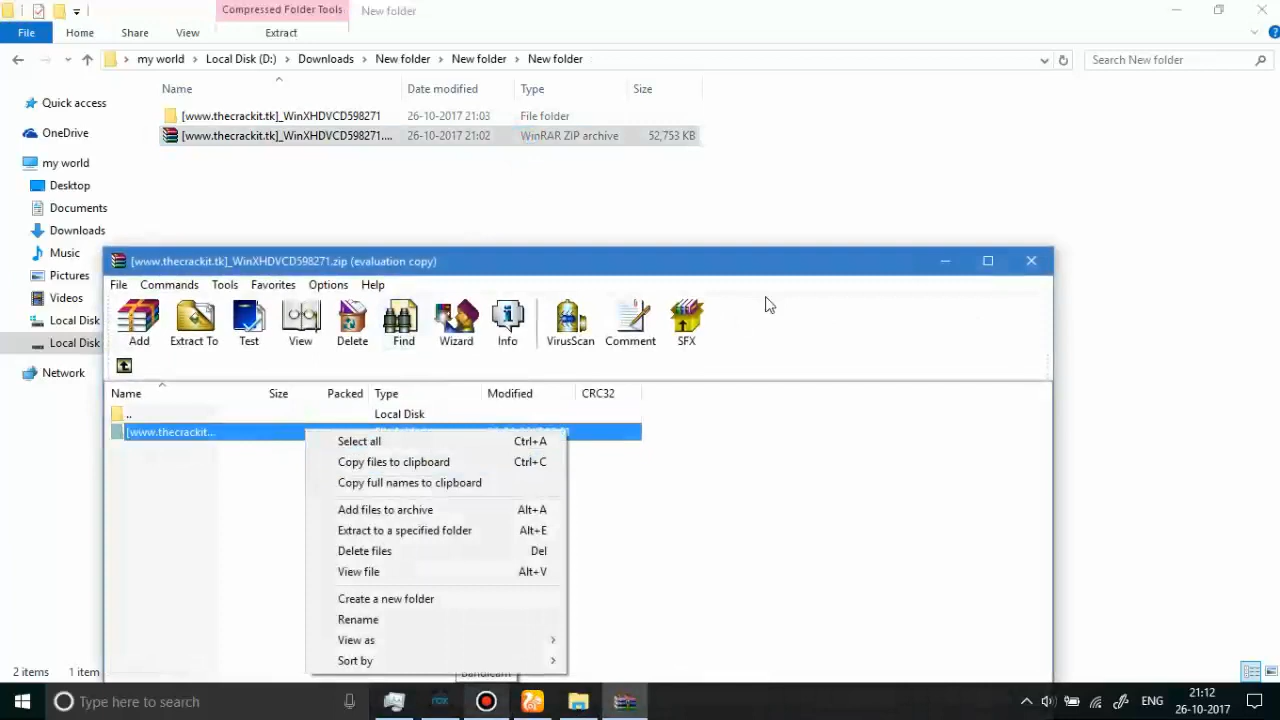 Compressed Folder Tools
New folder
File
Home
Share
View
Extract
my world
Local Disk (D:)
Downloads
New folder
New folder
New folder
Search New folder
Name
Date modified
Type
Size
Quick access
[www.thecrackit.tk]_WinXHDVCD598271
26-10-2017 21:03
File folder
[www.thecrackit.tk]_WinXHDVCD598271....
26-10-2017 21:02
WinRAR ZIP archive
52,753 KB
OneDrive
my world
Desktop
Documents
Downloads
Music
Pictures
Videos
Local Disk
Local Disk
Network
[www.thecrackit.tk]_WinXHDVCD598271.zip (evaluation copy)
File
Commands
Tools
Favorites
Options
Help
Add
Extract To
Test
View
Delete
Find
Wizard
Info
VirusScan
Comment
SFX
Name
Size
Packed
Type
Modified
CRC32
..
Local Disk
[www.thecrackit...
Select all Ctrl+A
Copy files to clipboard Ctrl+C
Copy full names to clipboard
Add files to archive Alt+A
Extract to a specified folder Alt+E
Delete files Del
View file Alt+V
Create a new folder
Rename
View as
Sort by
2 items
1 item
Bandicam
Type here to search
ENG
21:12
26-10-2017